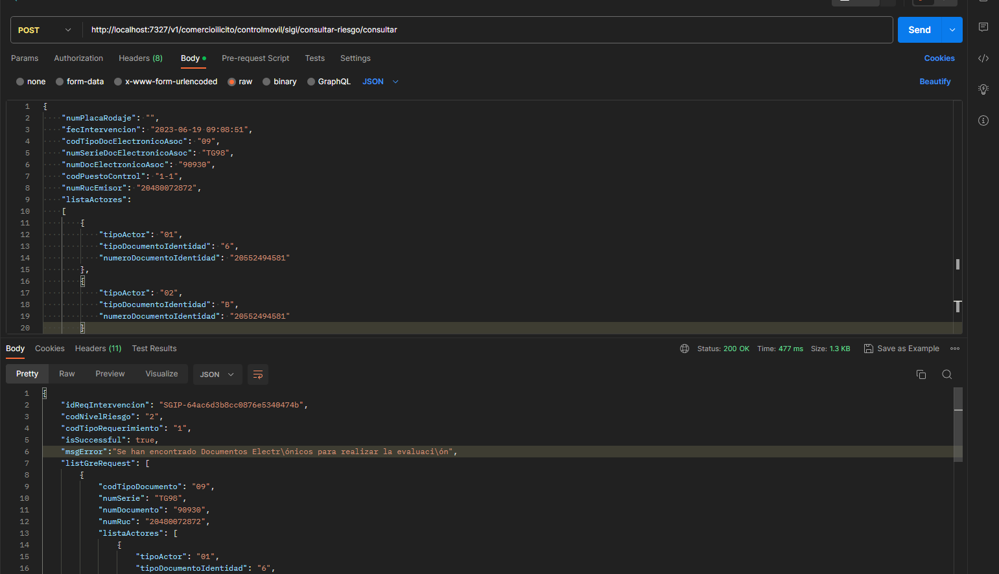 POST http://localhost:7327/v1/comercioilicito/controlmovil/sigi/consultar-riesgo/consultar Send
Params Authorization Headers (8) Body Pre-request Script Tests Settings Cookies
none form-data x-www-form-urlencoded raw binary GraphQL JSON Beautify
1 {
2 "numPlacaRodaje": "",
3 "fecIntervencion": "2023-06-19 09:08:51",
4 "codTipoDocElectronicoAsoc": "09",
5 "numSerieDocElectronicoAsoc": "TG98",
6 "numDocElectronicoAsoc": "90930",
7 "codPuestoControl": "1-1",
8 "numRucEmisor": "20480072872",
9 "listaActores":
10 [
11 {
12 "tipoActor": "01",
13 "tipoDocumentoIdentidad": "6",
14 "numeroDocumentoIdentidad": "20552494581"
15 },
16 {
17 "tipoActor": "02",
18 "tipoDocumentoIdentidad": "B",
19 "numeroDocumentoIdentidad": "20552494581"
20 }
Body Cookies Headers (11) Test Results Status: 200 OK Time: 477 ms Size: 1.3 KB Save as Example
Pretty Raw Preview Visualize JSON
1 {
2 "idReqIntervencion": "SGIP-64ac6d3b8cc0876e5340474b",
3 "codNivelRiesgo": "2",
4 "codTipoRequerimiento": "1",
5 "isSuccessful": true,
6 "msgError":"Se han encontrado Documentos Electr\ónicos para realizar la evaluaci\ón",
7 "listGreRequest": [
8 {
9 "codTipoDocumento": "09",
10 "numSerie": "TG98",
11 "numDocumento": "90930",
12 "numRuc": "20480072872",
13 "listaActores": [
14 {
15 "tipoActor": "01",
16 "tipoDocumentoIdentidad": "6",